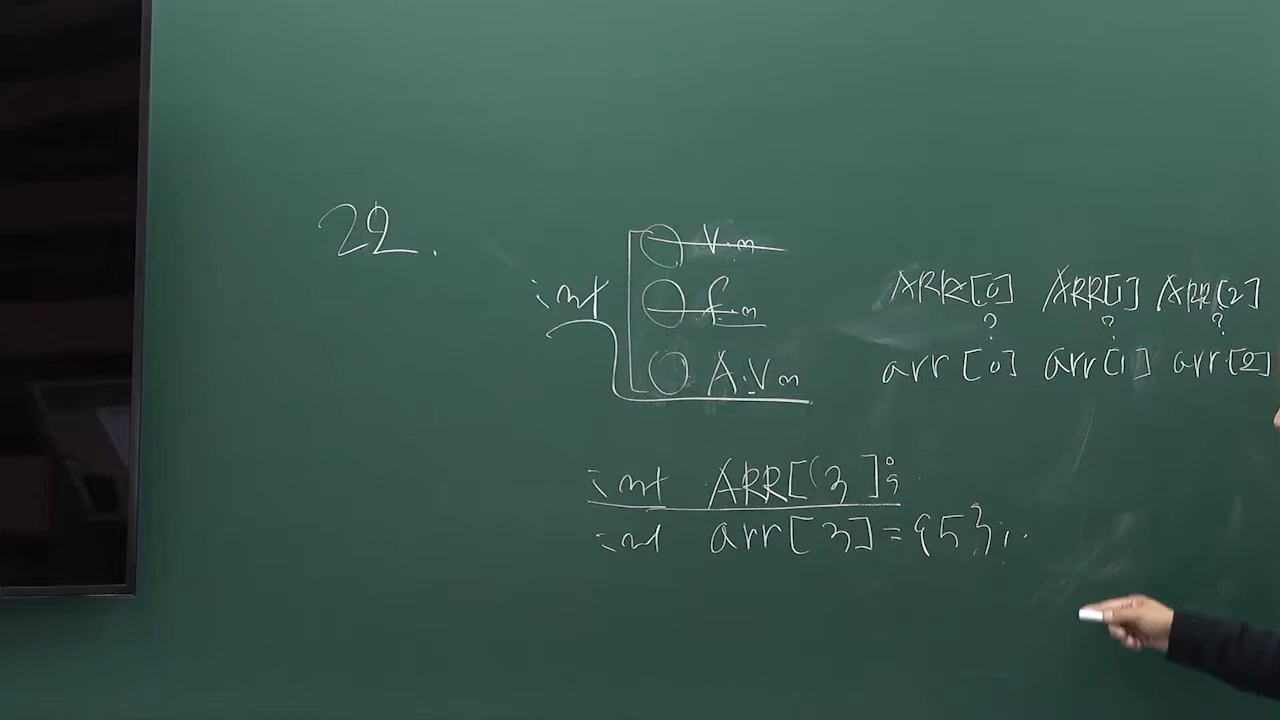 22.
V.n
int
f.n
A.Vn
ARR[0] ARR[1] ARR[2]
? ? ?
arr[0] arr[1] arr[2]
int ARR[3];
int arr[3]={5};